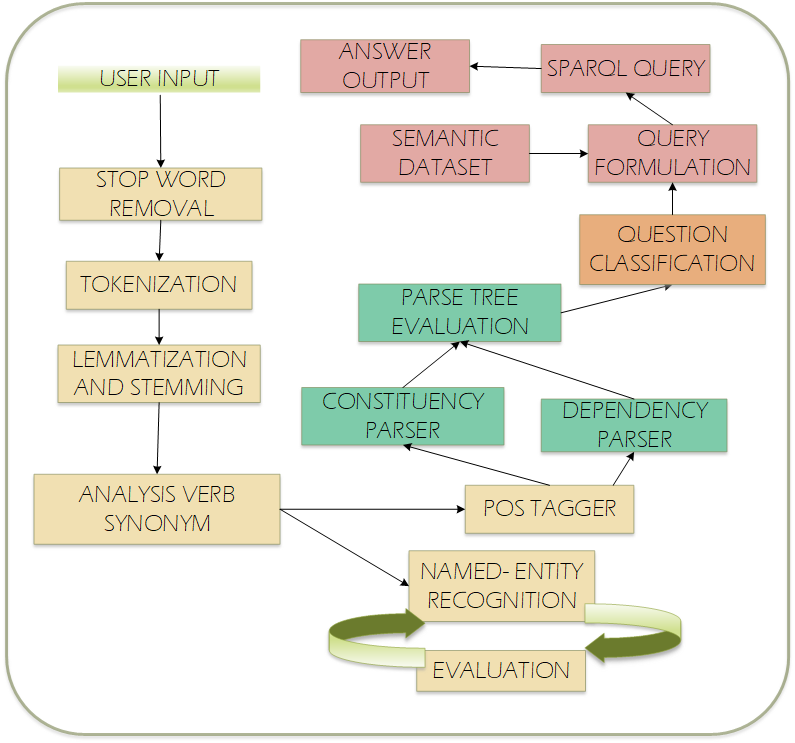 USER INPUT
STOP WORD
REMOVAL
TOKENIZATION
LEMMATIZATION
AND STEMMING
ANALYSIS VERB
SYNONYM
POS TAGGER
NAMED- ENTITY
RECOGNITION
EVALUATION
CONSTITUENCY
PARSER
DEPENDENCY
PARSER
PARSE TREE
EVALUATION
QUESTION
CLASSIFICATION
SEMANTIC
DATASET
QUERY
FORMULATION
SPARQL QUERY
ANSWER
OUTPUT